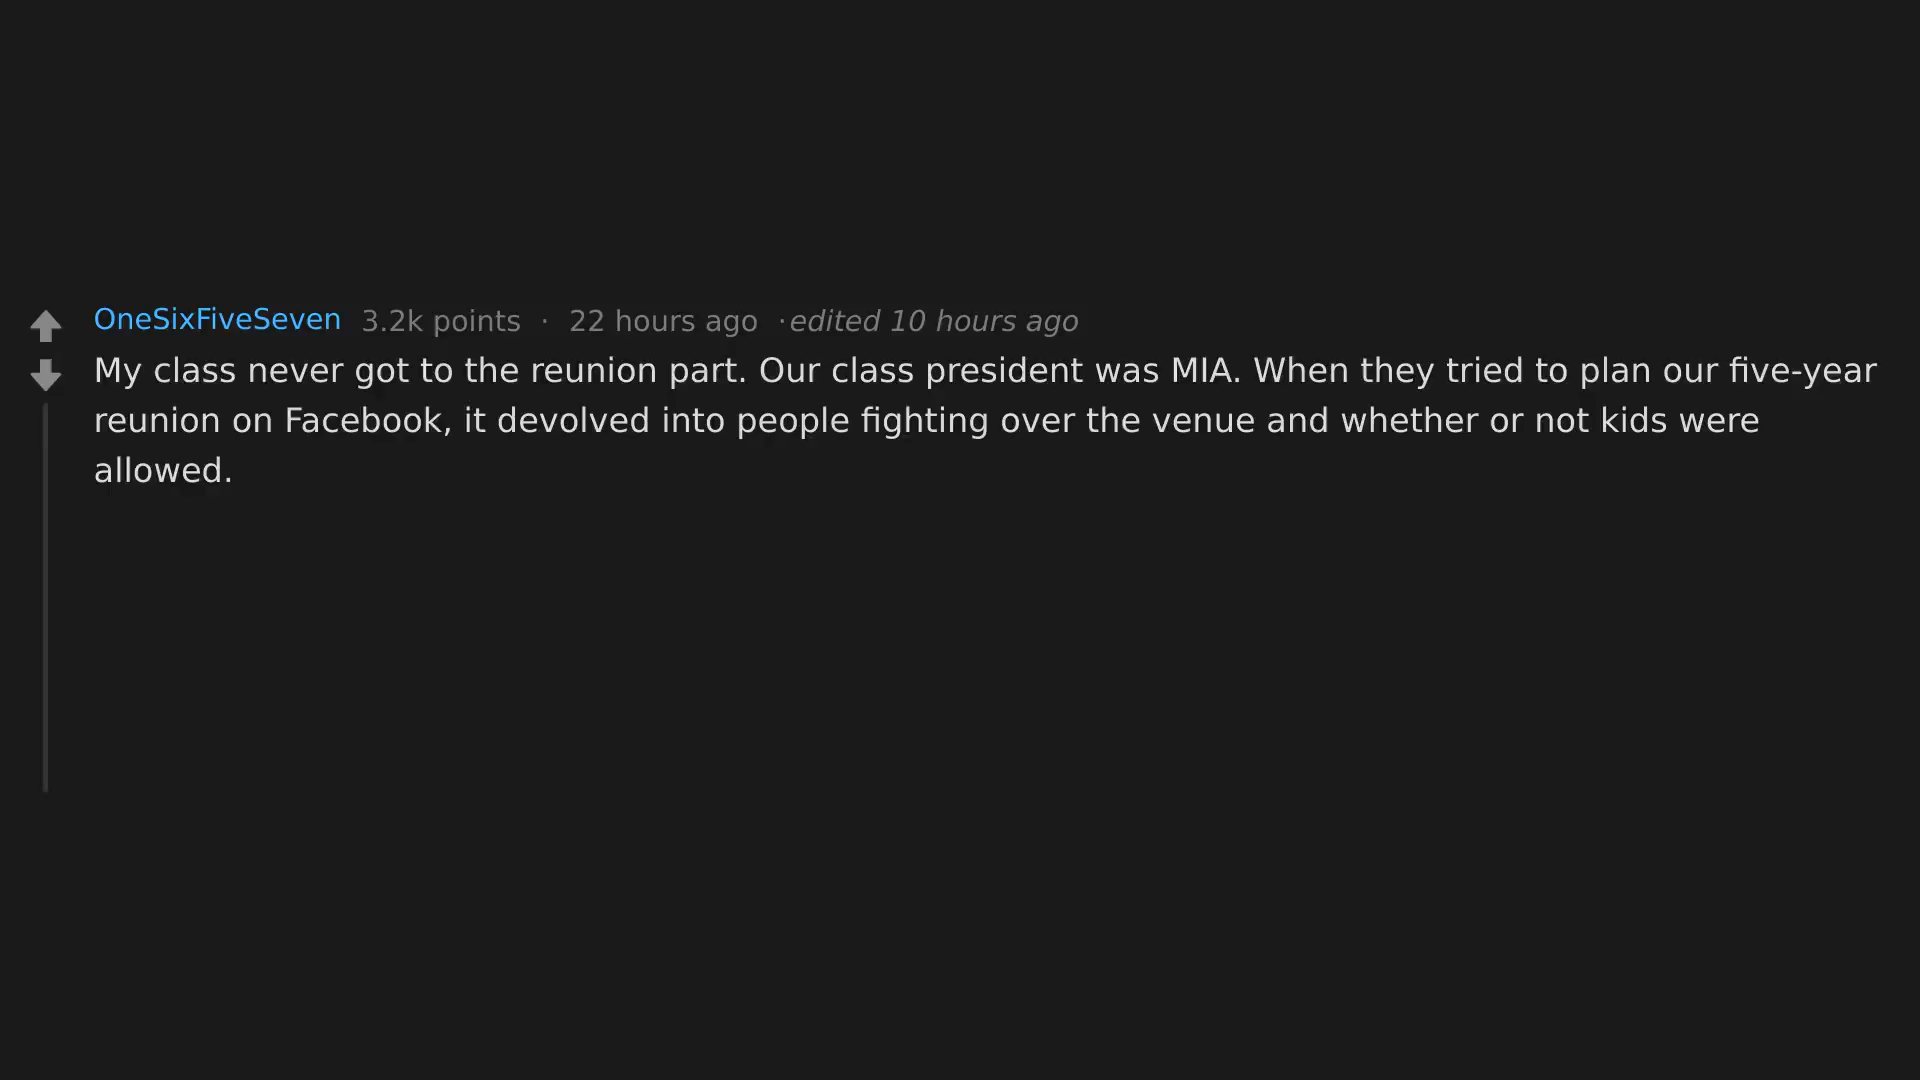 OneSixFiveSeven 3.2k points · 22 hours ago ·edited 10 hours ago
My class never got to the reunion part. Our class president was MIA. When they tried to plan our five-year
reunion on Facebook, it devolved into people fighting over the venue and whether or not kids were
allowed.